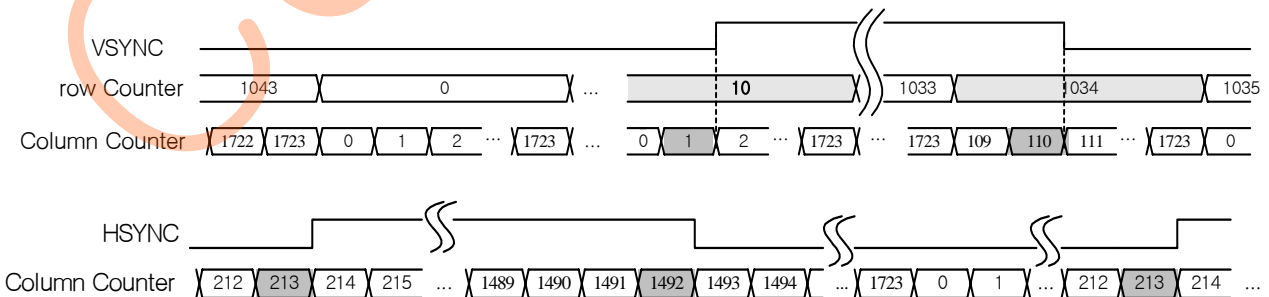 VSYNC
row Counter 1043 0 ... 10 1033 1034 1035
Column Counter 1722 1723 0 1 2 ... 1723 ... 0 1 2 ... 1723 ... 1723 109 110 111 ... 1723 0
HSYNC
Column Counter 212 213 214 215 ... 1489 1490 1491 1492 1493 1494 ... 1723 0 1 ... 212 213 214 ...